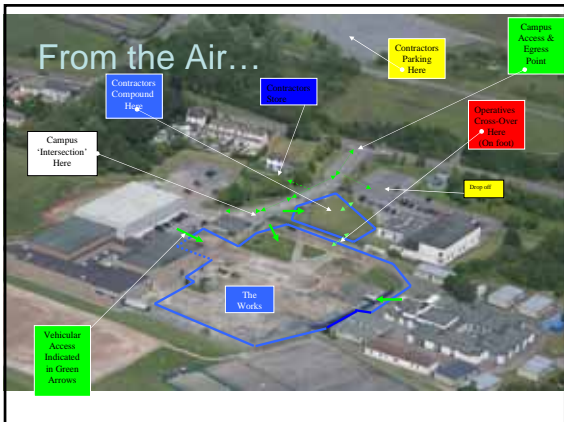 From the Air…
Contractors
Parking
Here
Campus
Access &
Egress
Point
Contractors
Compound
Here
Contractors
Operatives
Cross-Over
Here
(On foot)
Campus
‘Intersection’
Here
Drop off
The
Works
Vehicular
Access
Indicated
in Green
Arrows